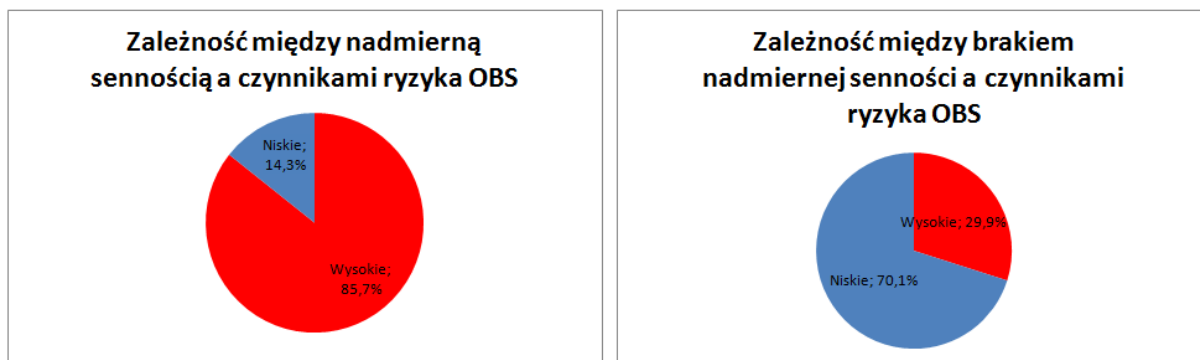 Zależność między nadmierną
sennością a czynnikami ryzyka OBS
Niskie;
14,3%
Wysokie;
85,7%
Zależność między brakiem
nadmiernej senności a czynnikami
ryzyka OBS
Wysokie; 29,9%
Niskie; 70,1%